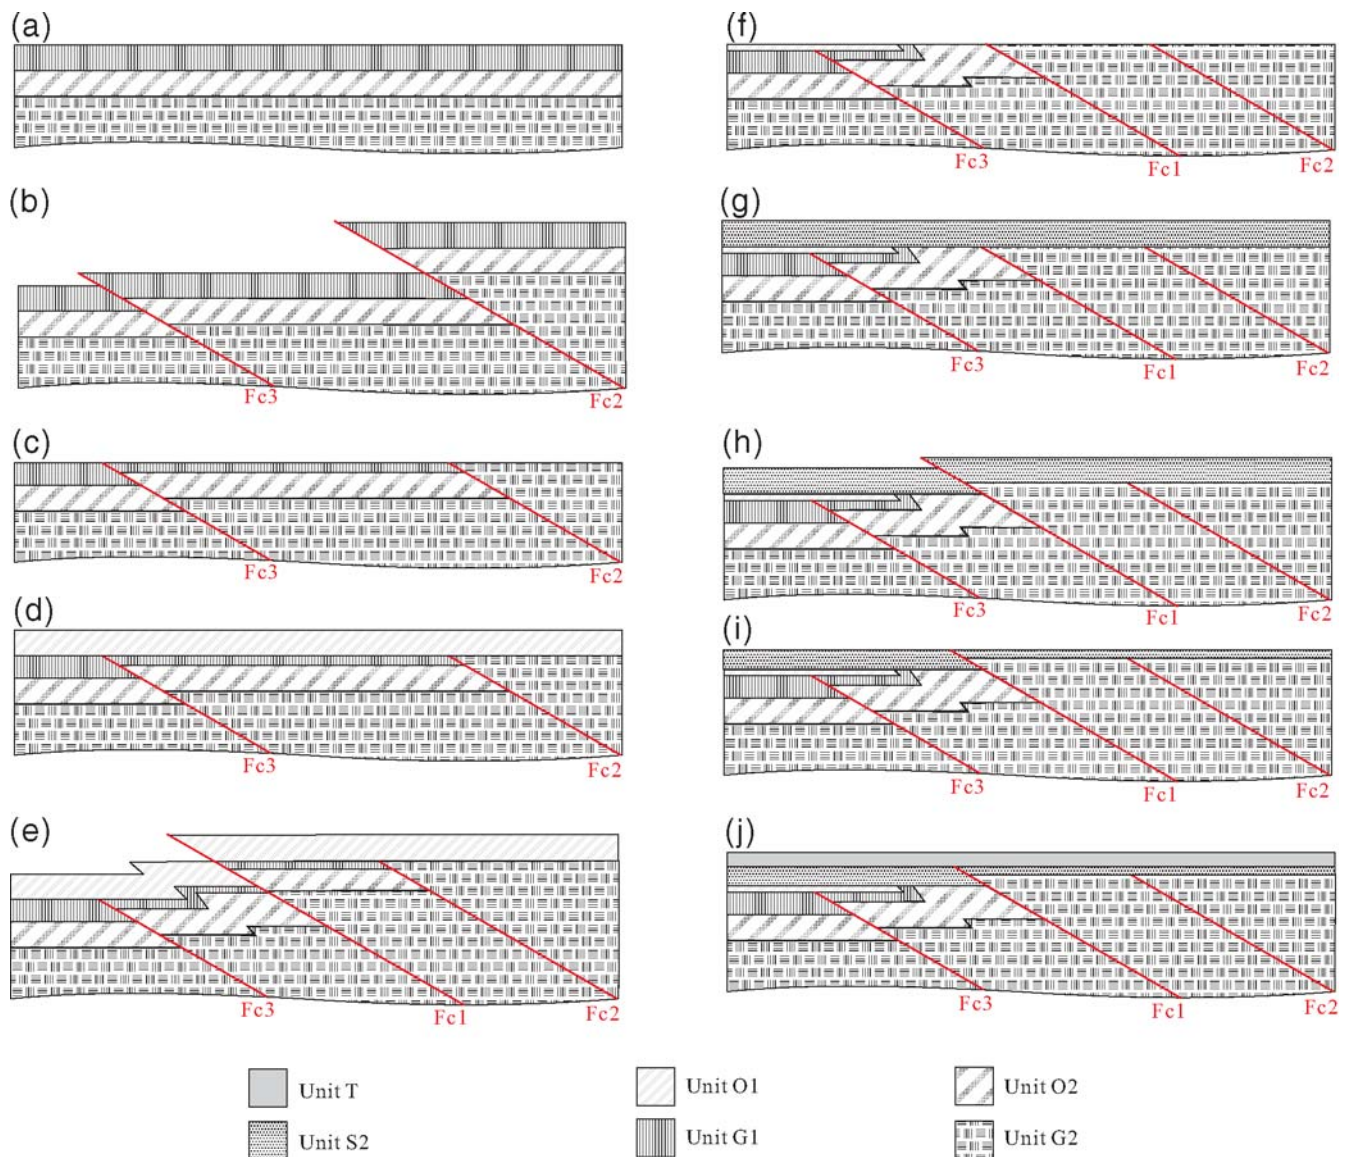 (a)
(b)
Fc3
Fc2
(c)
Fc3
Fc2
(d)
Fc3
Fc2
(e)
Fc3
Fc1
Fc2
(f)
Fc3
Fc1
Fc2
(g)
Fc3
Fc1
Fc2
(h)
Fc3
Fc1
Fc2
(i)
Fc3
Fc1
Fc2
(j)
Fc3
Fc1
Fc2
Unit T
Unit O1
Unit O2
Unit S2
Unit G1
Unit G2